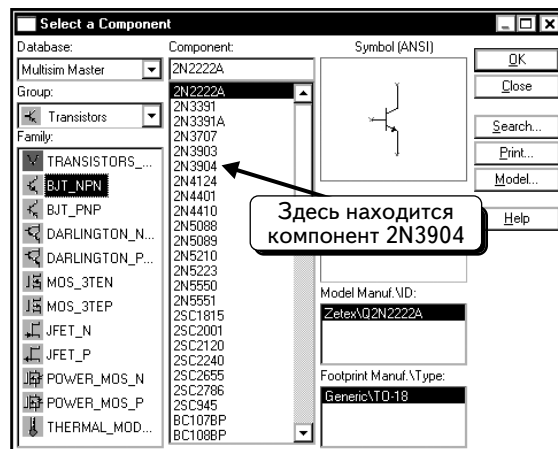 Select a Component
Database:
Multisim Master
Group:
Transistors
Family:
TRANSISTORS_...
BJT_NPN
BJT_PNP
DARLINGTON_N...
DARLINGTON_P...
MOS_3TEN
MOS_3TEP
JFET_N
JFET_P
POWER_MOS_N
POWER_MOS_P
THERMAL_MOD...
Component:
2N2222A
2N2222A
2N3391
2N3391A
2N3707
2N3903
2N3904
2N4124
2N4401
2N4410
2N5088
2N5089
2N5210
2N5223
2N5550
2N5551
2SC1815
2SC2001
2SC2120
2SC2240
2SC2655
2SC2786
2SC945
BC107BP
BC108BP
Symbol (ANSI)
Здесь находится
компонент 2N3904
Model Manuf.\ID:
Zetex\Q2N2222A
Footprint Manuf.\Type:
Generic\TO-18
OK
Close
Search...
Print...
Model...
Help